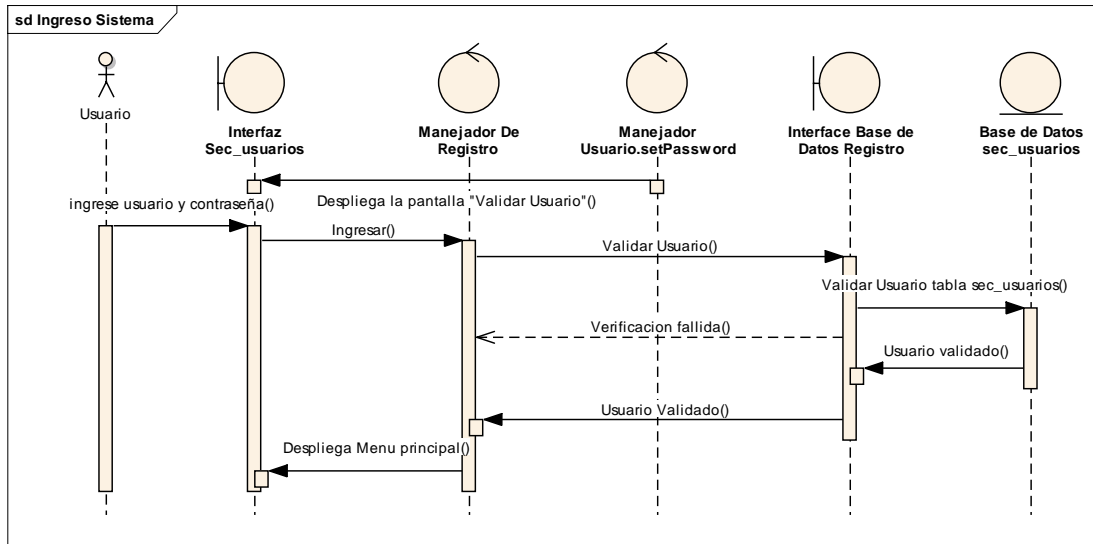 sd Ingreso Sistema
Usuario
Interfaz
Sec_usuarios
Manejador De
Registro
Manejador
Usuario.setPassword
Interface Base de
Datos Registro
Base de Datos
sec_usuarios
Despliega la pantalla "Validar Usuario"()
ingrese usuario y contraseña()
Ingresar()
Validar Usuario()
Validar Usuario tabla sec_usuarios()
Verificacion fallida()
Usuario validado()
Usuario Validado()
Despliega Menu principal()